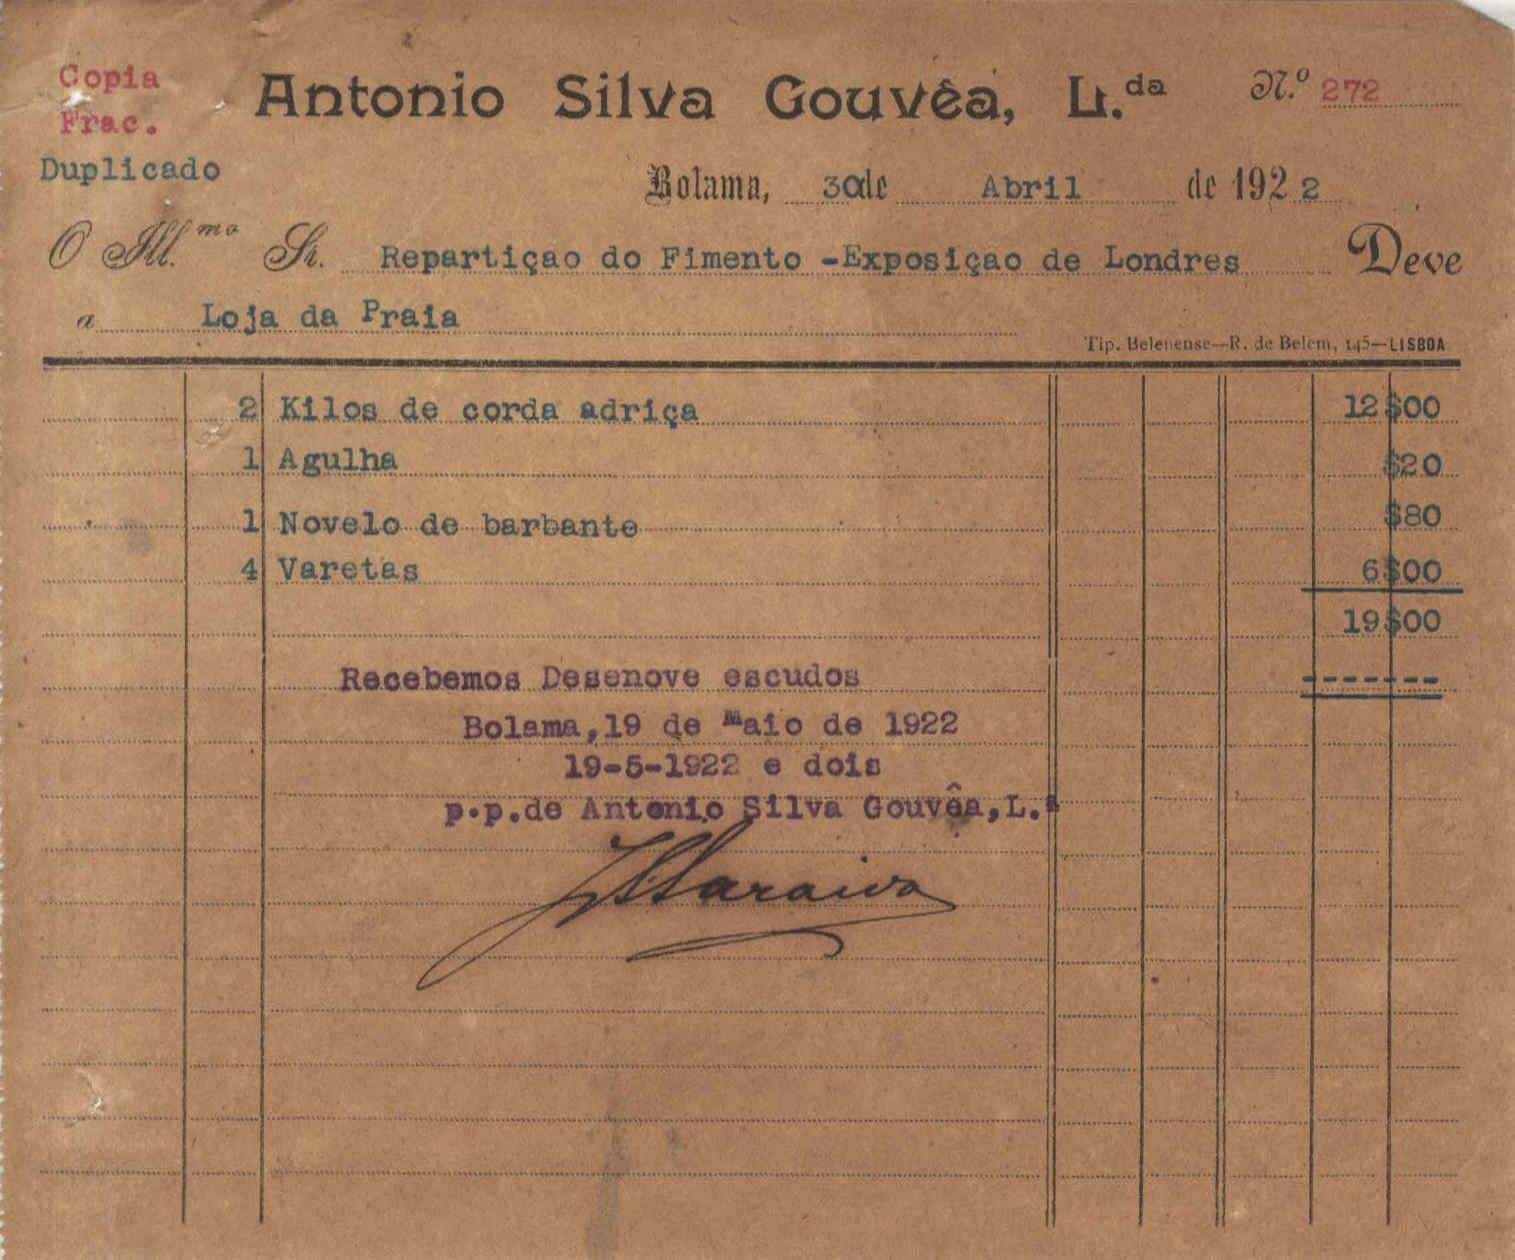 Copia
Frac.
Duplicado
Antonio Silva Gouvêa, L.da
N.º 272
Bolama, 30 de Abril de 1922
O Ill.mo Sr. Repartiçao do Fimento -Exposiçao de Londres Deve
a Loja da Praia
Tip. Belenense—R. de Belem, 145—LISBOA
2 Kilos de corda adriça 12$00
1 Agulha $20
1 Novelo de barbante $80
4 Varetas 6$00
19$00
Recebemos Desenove escudos
Bolama,19 de Maio de 1922
19-5-1922 e dois
p.p.de Antonio Silva Gouvêa,L.ª
Saraiva